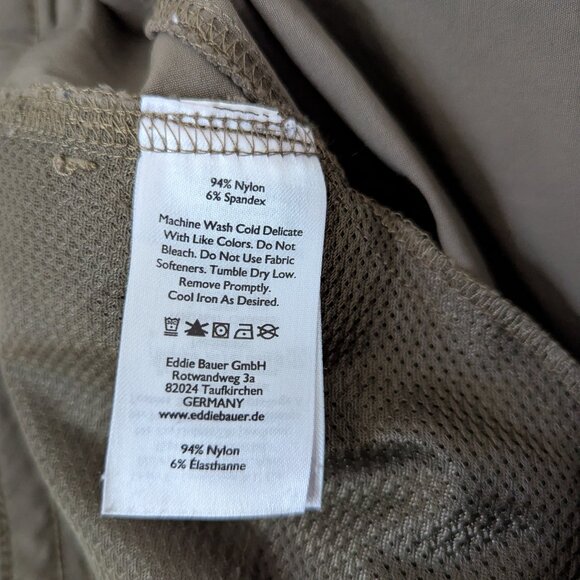 94% Nylon
6% Spandex
Machine Wash Cold Delicate
With Like Colors. Do Not
Bleach. Do Not Use Fabric
Softeners. Tumble Dry Low.
Remove Promptly.
Cool Iron As Desired.
Eddie Bauer GmbH
Rotwandweg 3a
82024 Taufkirchen
GERMANY
www.eddiebauer.de
94% Nylon
6% Élasthanne